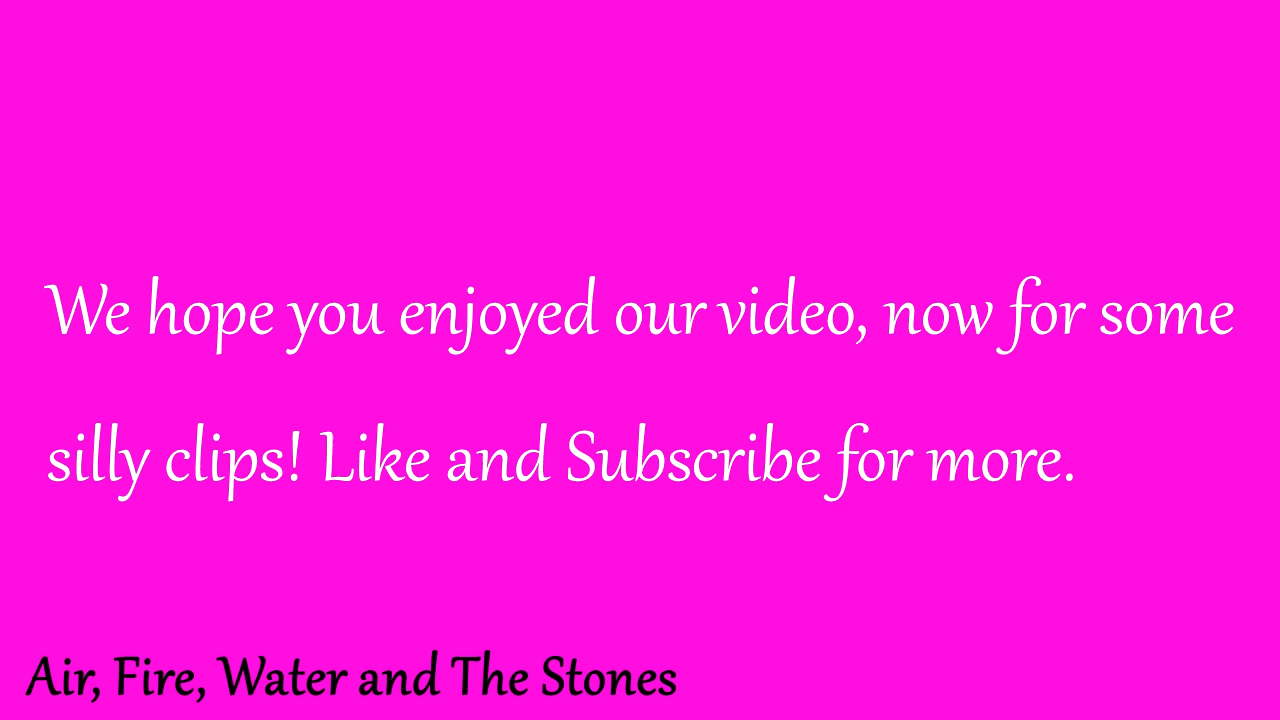 We hope you enjoyed our video, now for some
silly clips! Like and Subscribe for more.
Air, Fire, Water and The Stones